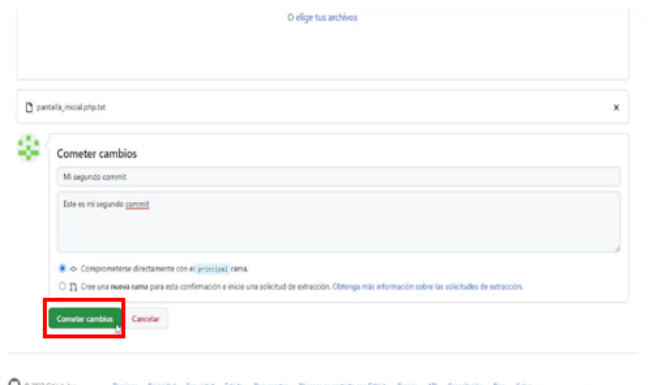 O elige tus archivos
pantalla_inicial.php.txt
x
Cometer cambios
Mi segundo commit
Este es mi segundo commit
Comprometerse directamente con el principal rama.
Cree una nueva rama para esta confirmación e inicie una solicitud de extracción. Obtenga más información sobre las solicitudes de extracción.
Cometer cambios
Cancelar